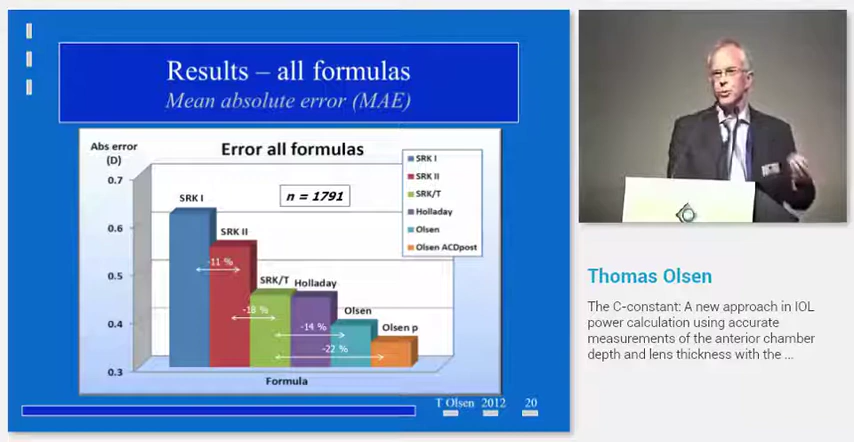 Results – all formulas
Mean absolute error (MAE)
Abs error
(D)
Error all formulas
n = 1791
SRK I
SRK II
SRK/T
Holladay
Olsen
Olsen ACDpost
0.7
0.6
0.5
0.4
0.3
SRK I
SRK II
SRK/T
Holladay
Olsen
Olsen p
-11 %
-18 %
-14 %
-22 %
Formula
T Olsen 2012 20
Thomas Olsen
The C-constant: A new approach in IOL
power calculation using accurate
measurements of the anterior chamber
depth and lens thickness with the ...